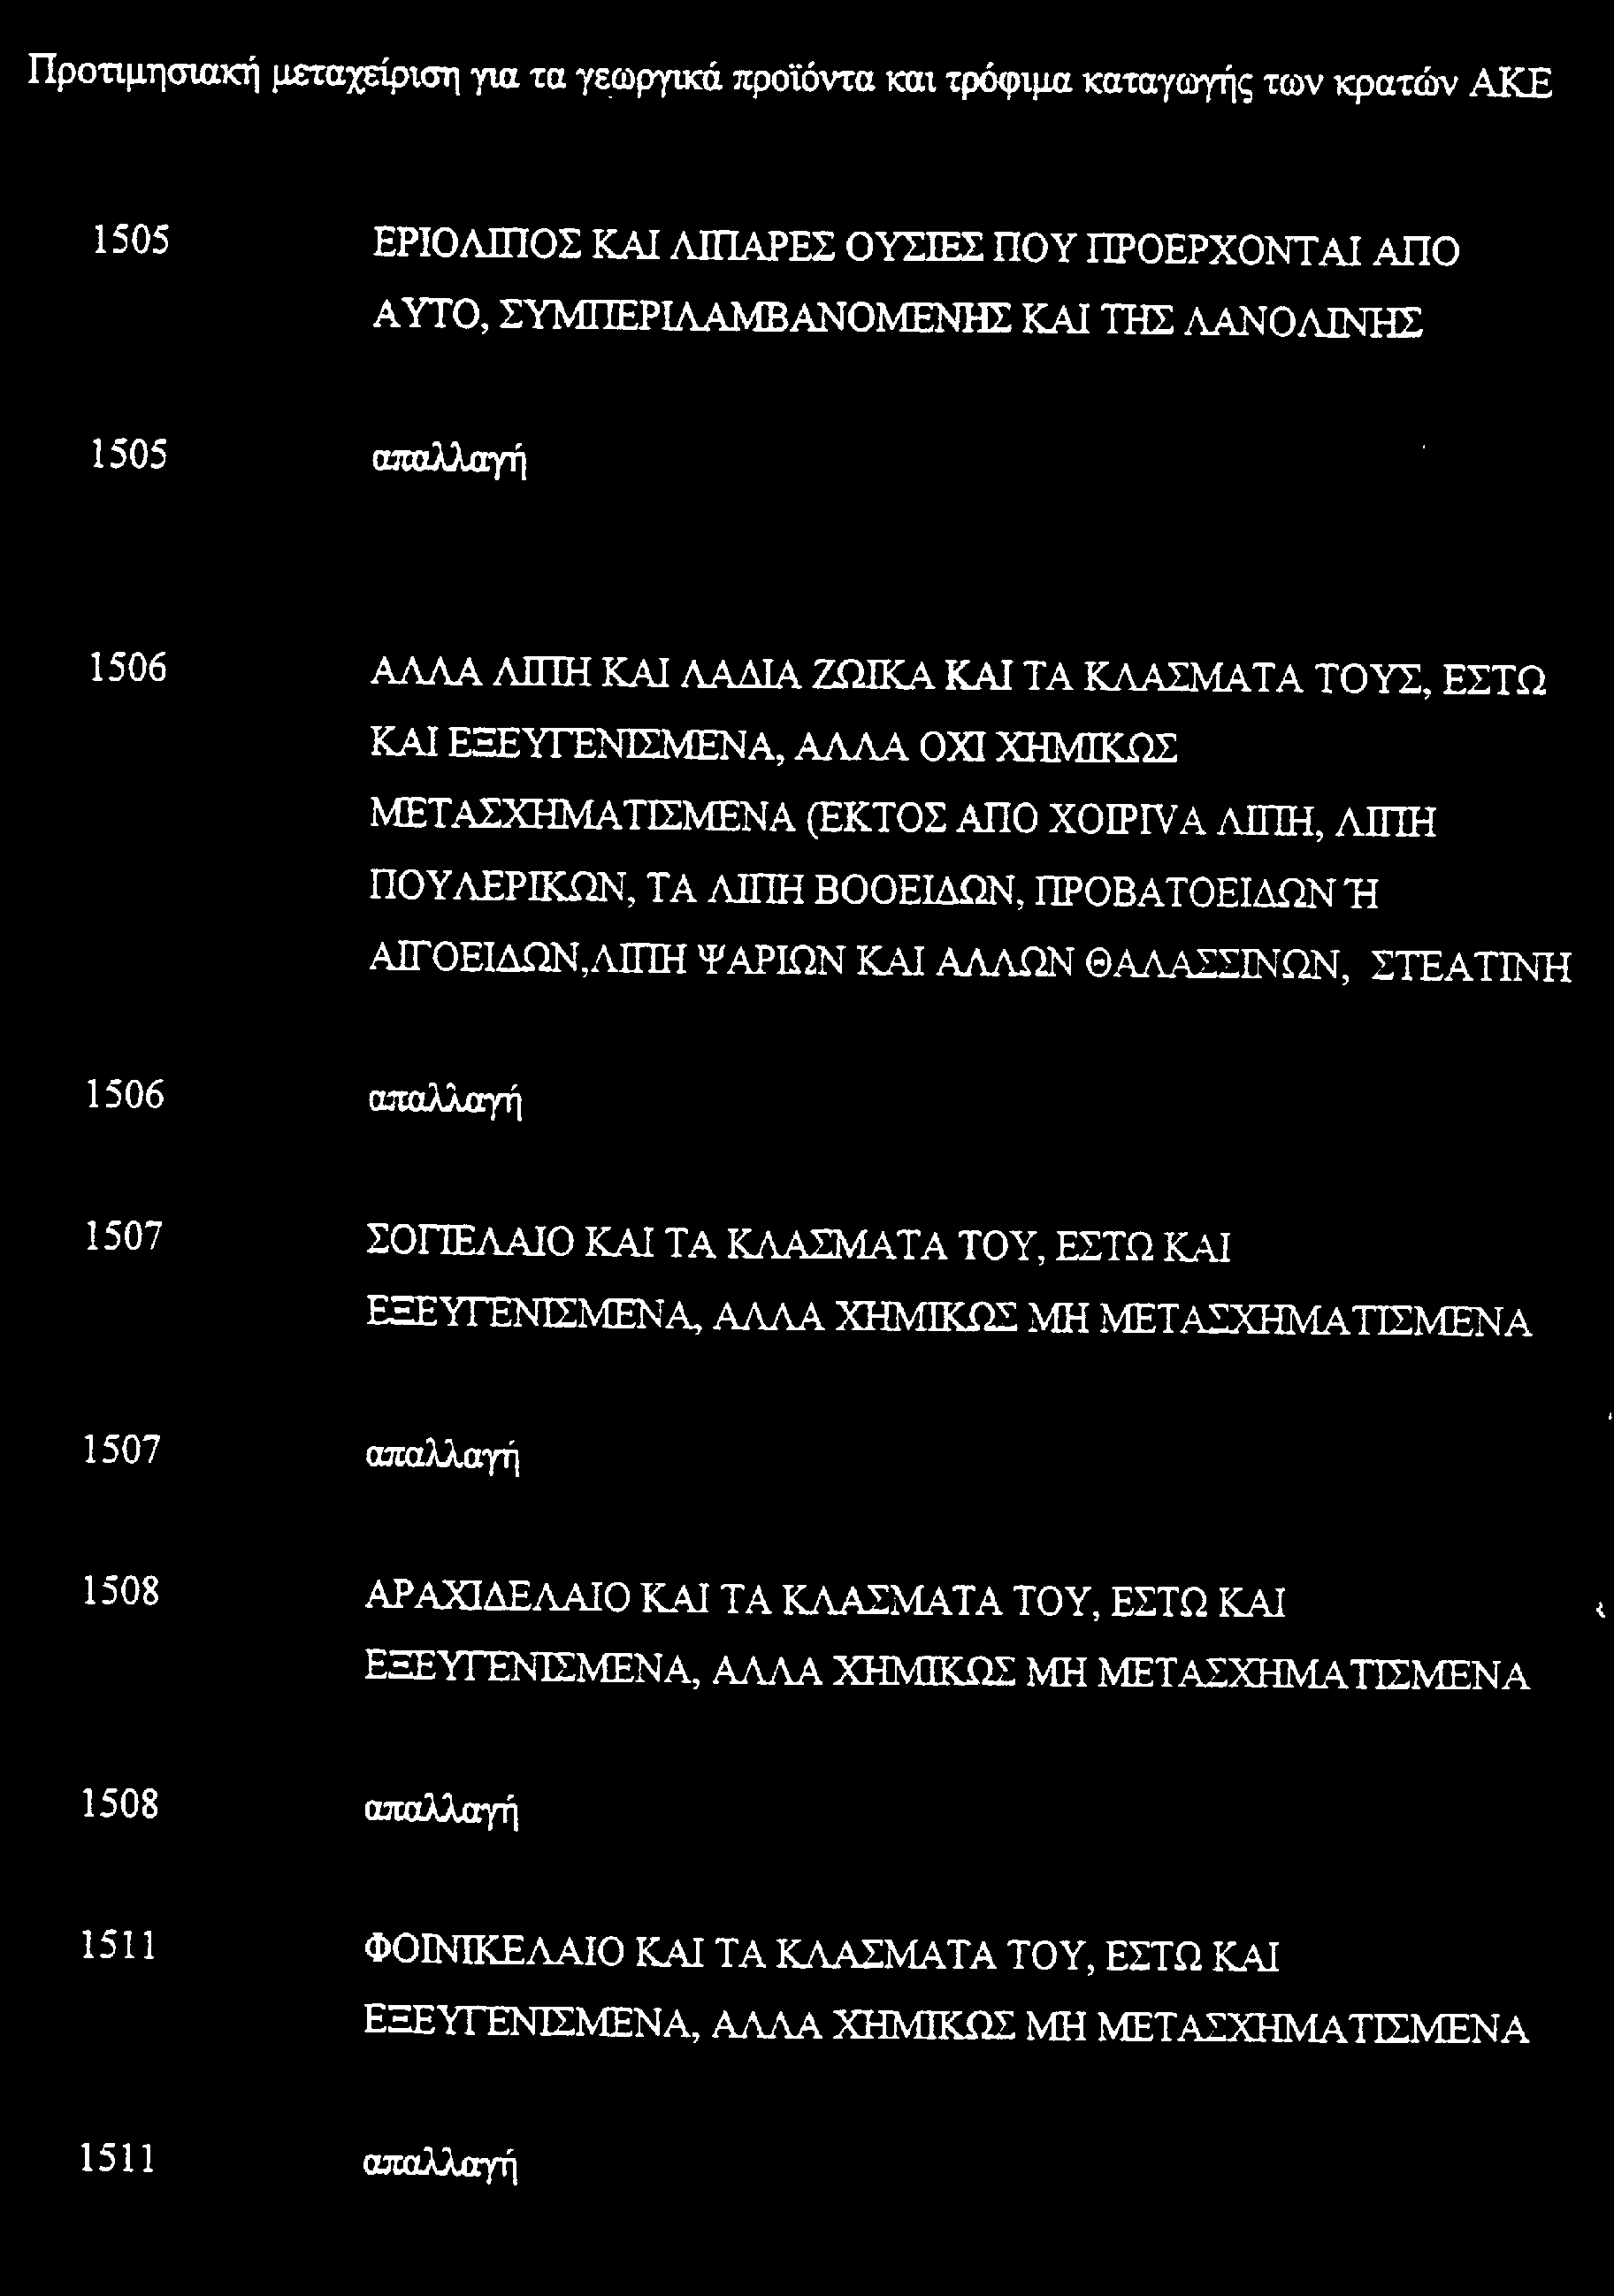 Προτιμησιακή μεταχείριση για τα γεωργικά προϊόντα και τρόφιμα καταγωγής των κρατών ΑΚΕ
1505 ΕΡΙΟΛΙΠΟΣ ΚΑΙ ΛΙΠΑΡΕΣ ΟΥΣΙΕΣ ΠΟΥ ΠΡΟΕΡΧΟΝΤΑΙ ΑΠΟ
ΑΥΤΟ, ΣΥΜΠΕΡΙΛΑΜΒΑΝΟΜΕΝΗΣ ΚΑΙ ΤΗΣ ΛΑΝΟΛΙΝΗΣ
1505 απαλλαγή
1506 ΑΛΛΑ ΛΙΠΗ ΚΑΙ ΛΑΔΙΑ ΖΩΙΚΑ ΚΑΙ ΤΑ ΚΛΑΣΜΑΤΑ ΤΟΥΣ, ΕΣΤΩ
ΚΑΙ ΕΞΕΥΓΕΝΙΣΜΕΝΑ, ΑΛΛΑ ΟΧΙ ΧΗΜΙΚΩΣ
ΜΕΤΑΣΧΗΜΑΤΙΣΜΕΝΑ (ΕΚΤΟΣ ΑΠΟ ΧΟΙΡΙVΑ ΛΙΠΗ, ΛΙΠΗ
ΠΟΥΛΕΡΙΚΩΝ, ΤΑ ΛΙΠΗ ΒΟΟΕΙΔΩΝ, ΠΡΟΒΑΤΟΕΙΔΩΝ Ή
ΑΙΓΟΕΙΔΩΝ,ΛΙΠΗ ΨΑΡΙΩΝ ΚΑΙ ΑΛΛΩΝ ΘΑΛΑΣΣΙΝΩΝ, ΣΤΕΑΤΙΝΗ
1506 απαλλαγή
1507 ΣΟΓΙΕΛΑΙΟ ΚΑΙ ΤΑ ΚΛΑΣΜΑΤΑ ΤΟΥ, ΕΣΤΩ ΚΑΙ
ΕΞΕΥΓΕΝΙΣΜΕΝΑ, ΑΛΛΑ ΧΗΜΙΚΩΣ ΜΗ ΜΕΤΑΣΧΗΜΑΤΙΣΜΕΝΑ
1507 απαλλαγή
1508 ΑΡΑΧΙΔΕΛΑΙΟ ΚΑΙ ΤΑ ΚΛΑΣΜΑΤΑ ΤΟΥ, ΕΣΤΩ ΚΑΙ
ΕΞΕΥΓΕΝΙΣΜΕΝΑ, ΑΛΛΑ ΧΗΜΙΚΩΣ ΜΗ ΜΕΤΑΣΧΗΜΑΤΙΣΜΕΝΑ
1508 απαλλαγή
1511 ΦΟΙΝΙΚΕΛΑΙΟ ΚΑΙ ΤΑ ΚΛΑΣΜΑΤΑ ΤΟΥ, ΕΣΤΩ ΚΑΙ
ΕΞΕΥΓΕΝΙΣΜΕΝΑ, ΑΛΛΑ ΧΗΜΙΚΩΣ ΜΗ ΜΕΤΑΣΧΗΜΑΤΙΣΜΕΝΑ
1511 απαλλαγή